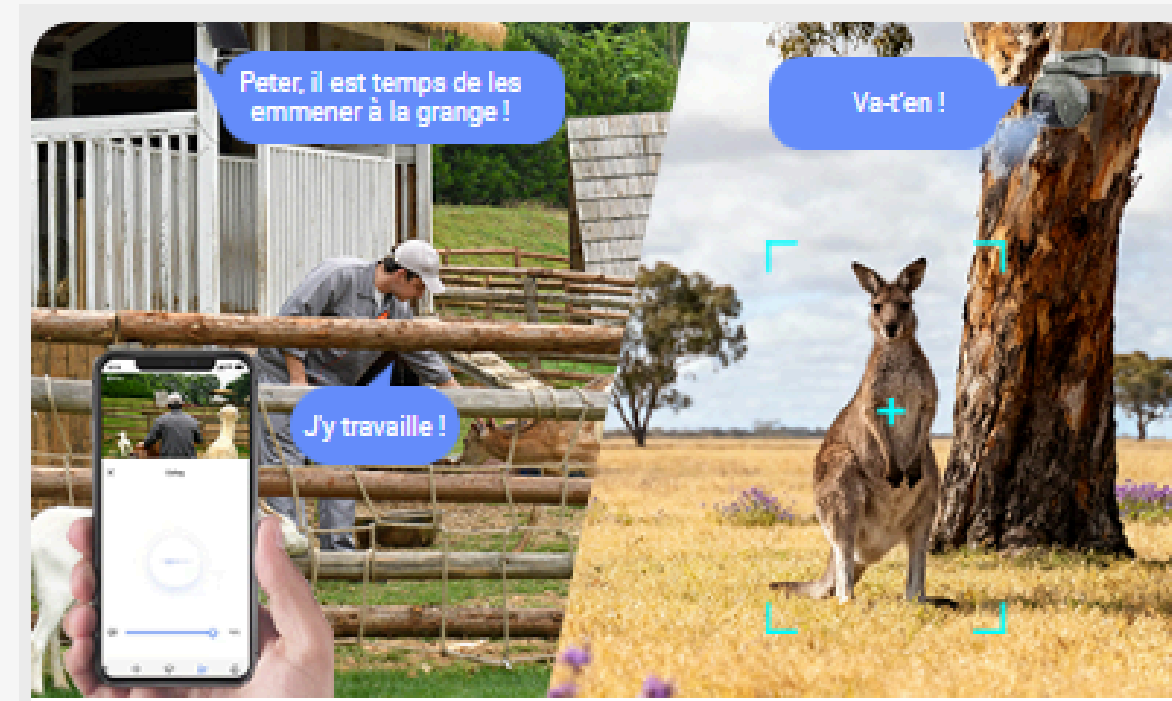 Peter, il est temps de les
emmener à la grange !
Va-t'en !
J'y travaille !